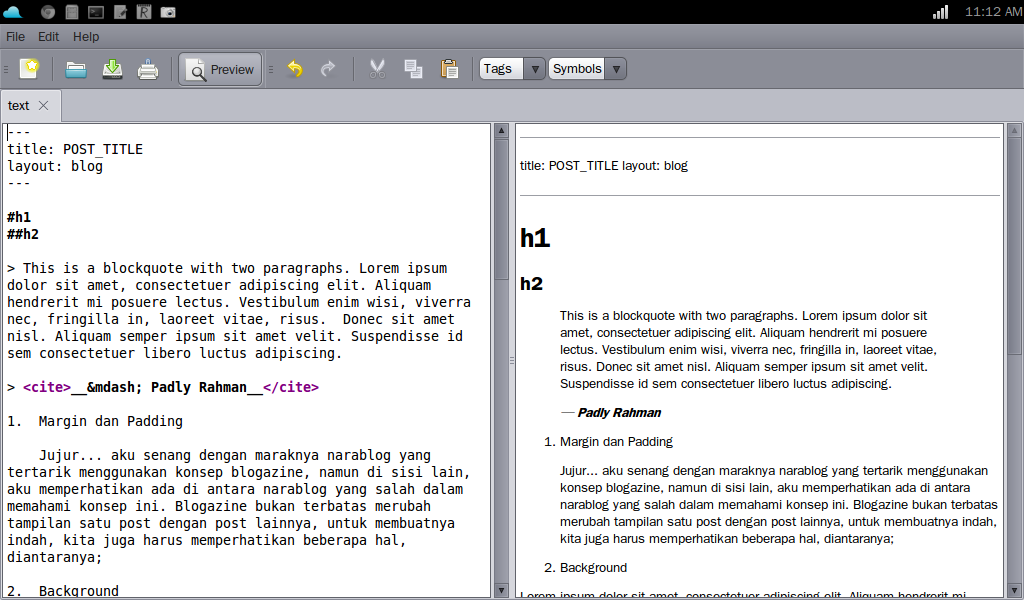 11:12 AM
File Edit Help
Preview Tags Symbols
text
---
title: POST_TITLE
layout: blog
---
#h1
##h2
> This is a blockquote with two paragraphs. Lorem ipsum
dolor sit amet, consectetuer adipiscing elit. Aliquam
hendrerit mi posuere lectus. Vestibulum enim wisi, viverra
nec, fringilla in, laoreet vitae, risus.  Donec sit amet
nisl. Aliquam semper ipsum sit amet velit. Suspendisse id
sem consectetuer libero luctus adipiscing.
> <cite>__&mdash; Padly Rahman__</cite>
1.  Margin dan Padding
Jujur... aku senang dengan maraknya narablog yang
tertarik menggunakan konsep blogazine, namun di sisi lain,
aku memperhatikan ada di antara narablog yang salah dalam
memahami konsep ini. Blogazine bukan terbatas merubah
tampilan satu post dengan post lainnya, untuk membuatnya
indah, kita juga harus memperhatikan beberapa hal,
diantaranya;
2.  Background
title: POST_TITLE layout: blog
h1
h2
This is a blockquote with two paragraphs. Lorem ipsum dolor sit
amet, consectetuer adipiscing elit. Aliquam hendrerit mi posuere
lectus. Vestibulum enim wisi, viverra nec, fringilla in, laoreet vitae,
risus. Donec sit amet nisl. Aliquam semper ipsum sit amet velit.
Suspendisse id sem consectetuer libero luctus adipiscing.
— Padly Rahman
1. Margin dan Padding
Jujur... aku senang dengan maraknya narablog yang tertarik menggunakan
konsep blogazine, namun di sisi lain, aku memperhatikan ada di antara
narablog yang salah dalam memahami konsep ini. Blogazine bukan terbatas
merubah tampilan satu post dengan post lainnya, untuk membuatnya indah,
kita juga harus memperhatikan beberapa hal, diantaranya;
2. Background
Lorem ipsum dolor sit amet, consectetuer adipiscing elit. Aliquam hendrerit mi